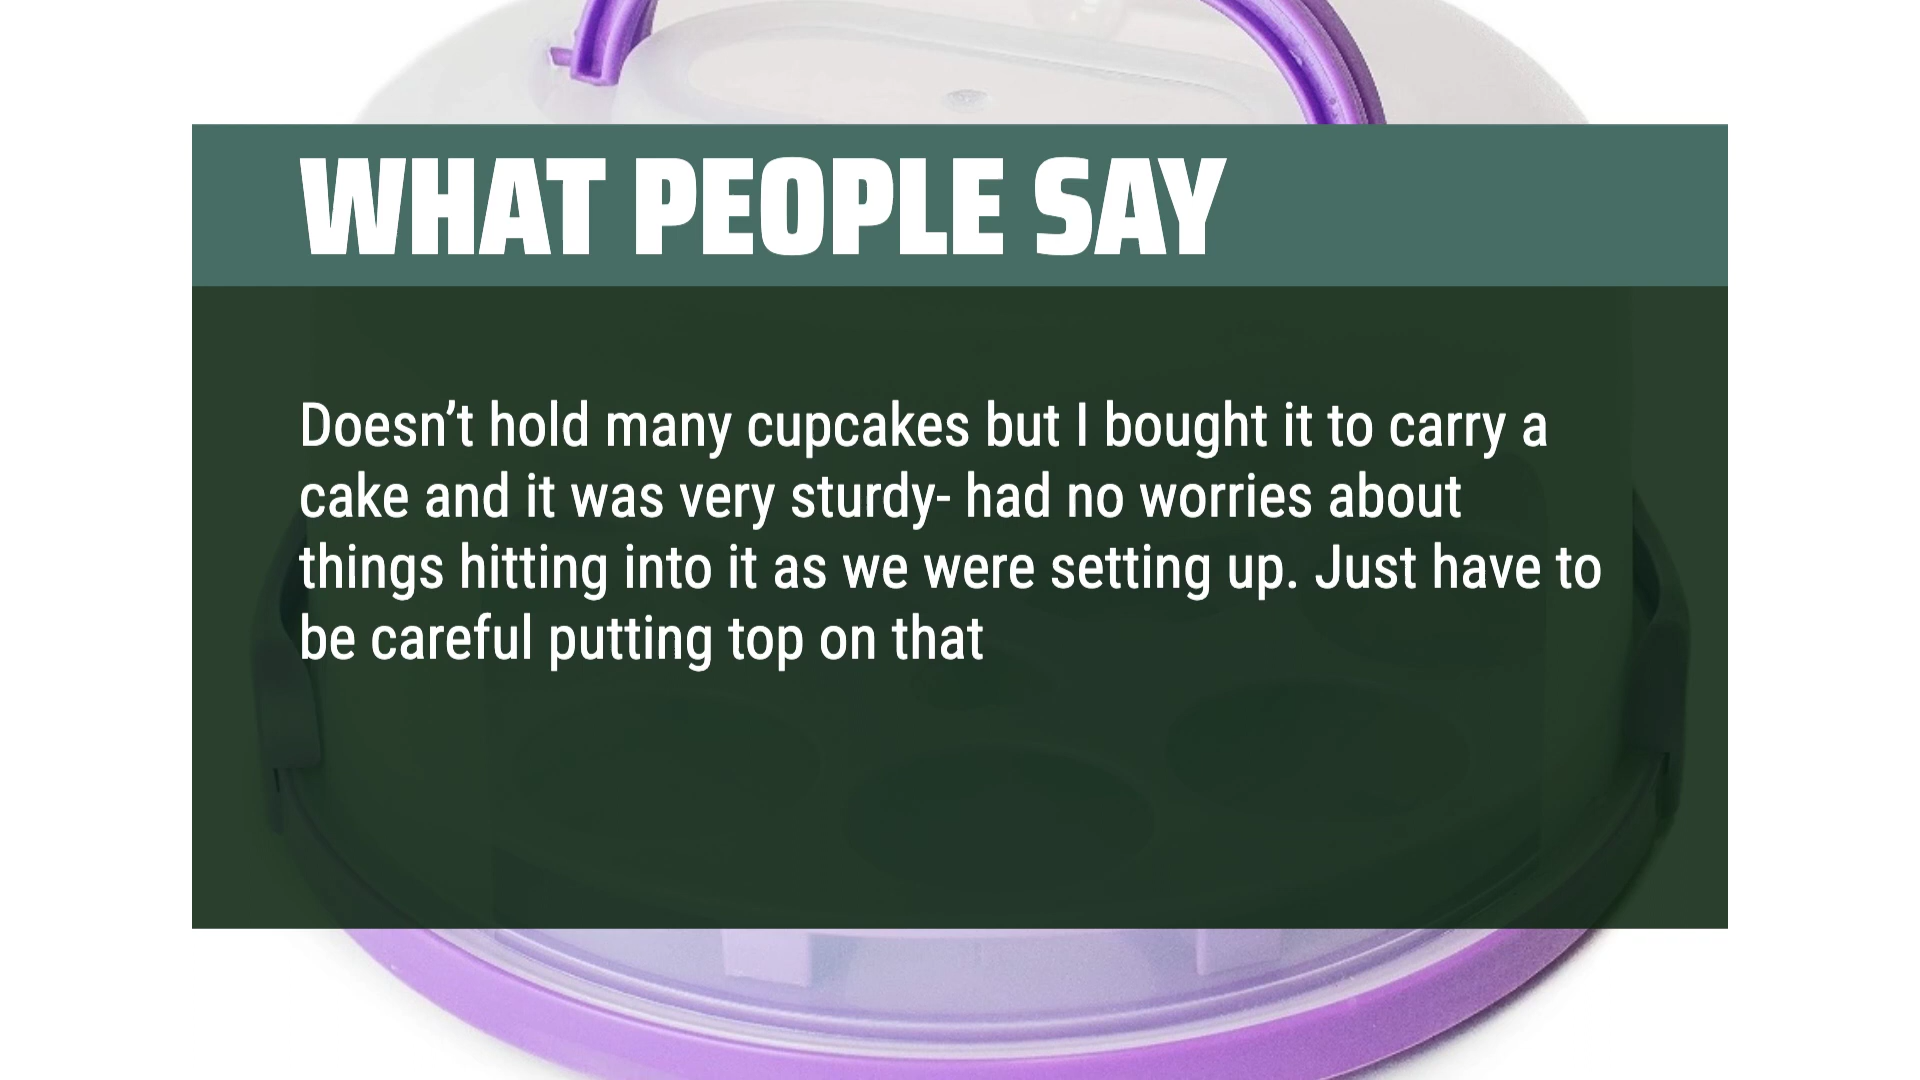 WHAT PEOPLE SAY
Doesn’t hold many cupcakes but I bought it to carry a
cake and it was very sturdy- had no worries about
things hitting into it as we were setting up. Just have to
be careful putting top on that